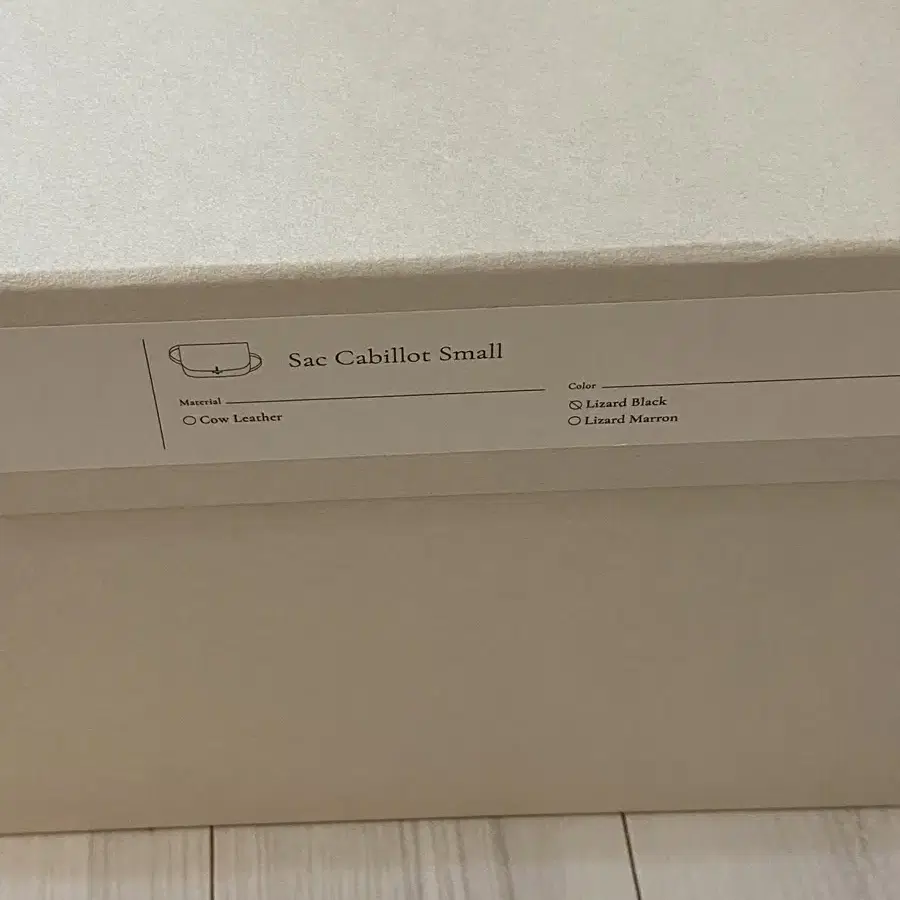 Sac Cabillot Small
Material
Cow Leather
Color
Lizard Black
Lizard Marron